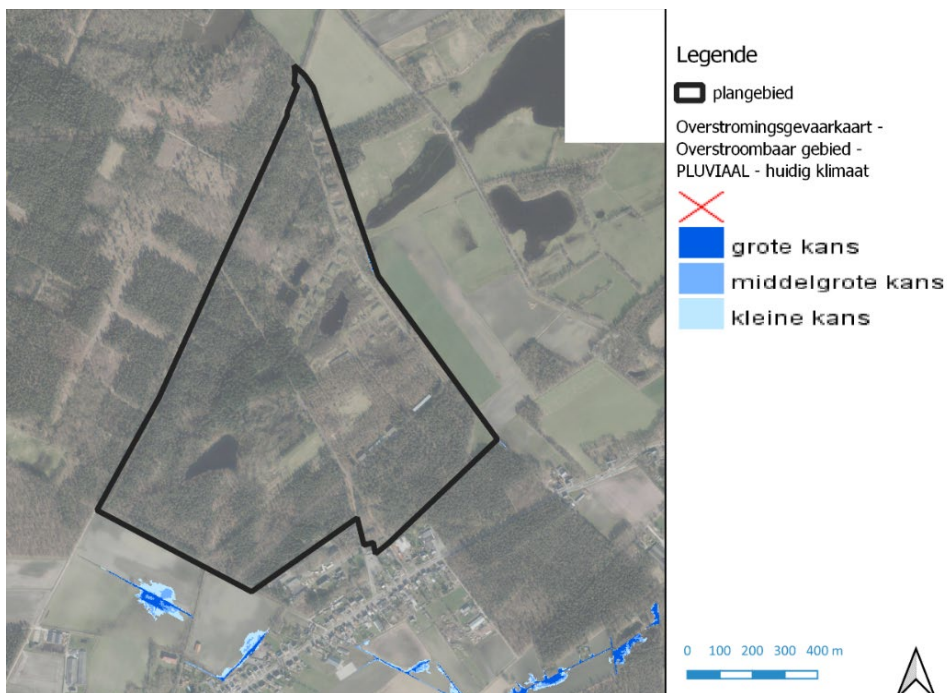 Legende
plangebied
Overstromingsgevaarkaart -
Overstroombaar gebied -
PLUVIAAL - huidig klimaat
grote kans
middelgrote kans
kleine kans
0 100 200 300 400 m